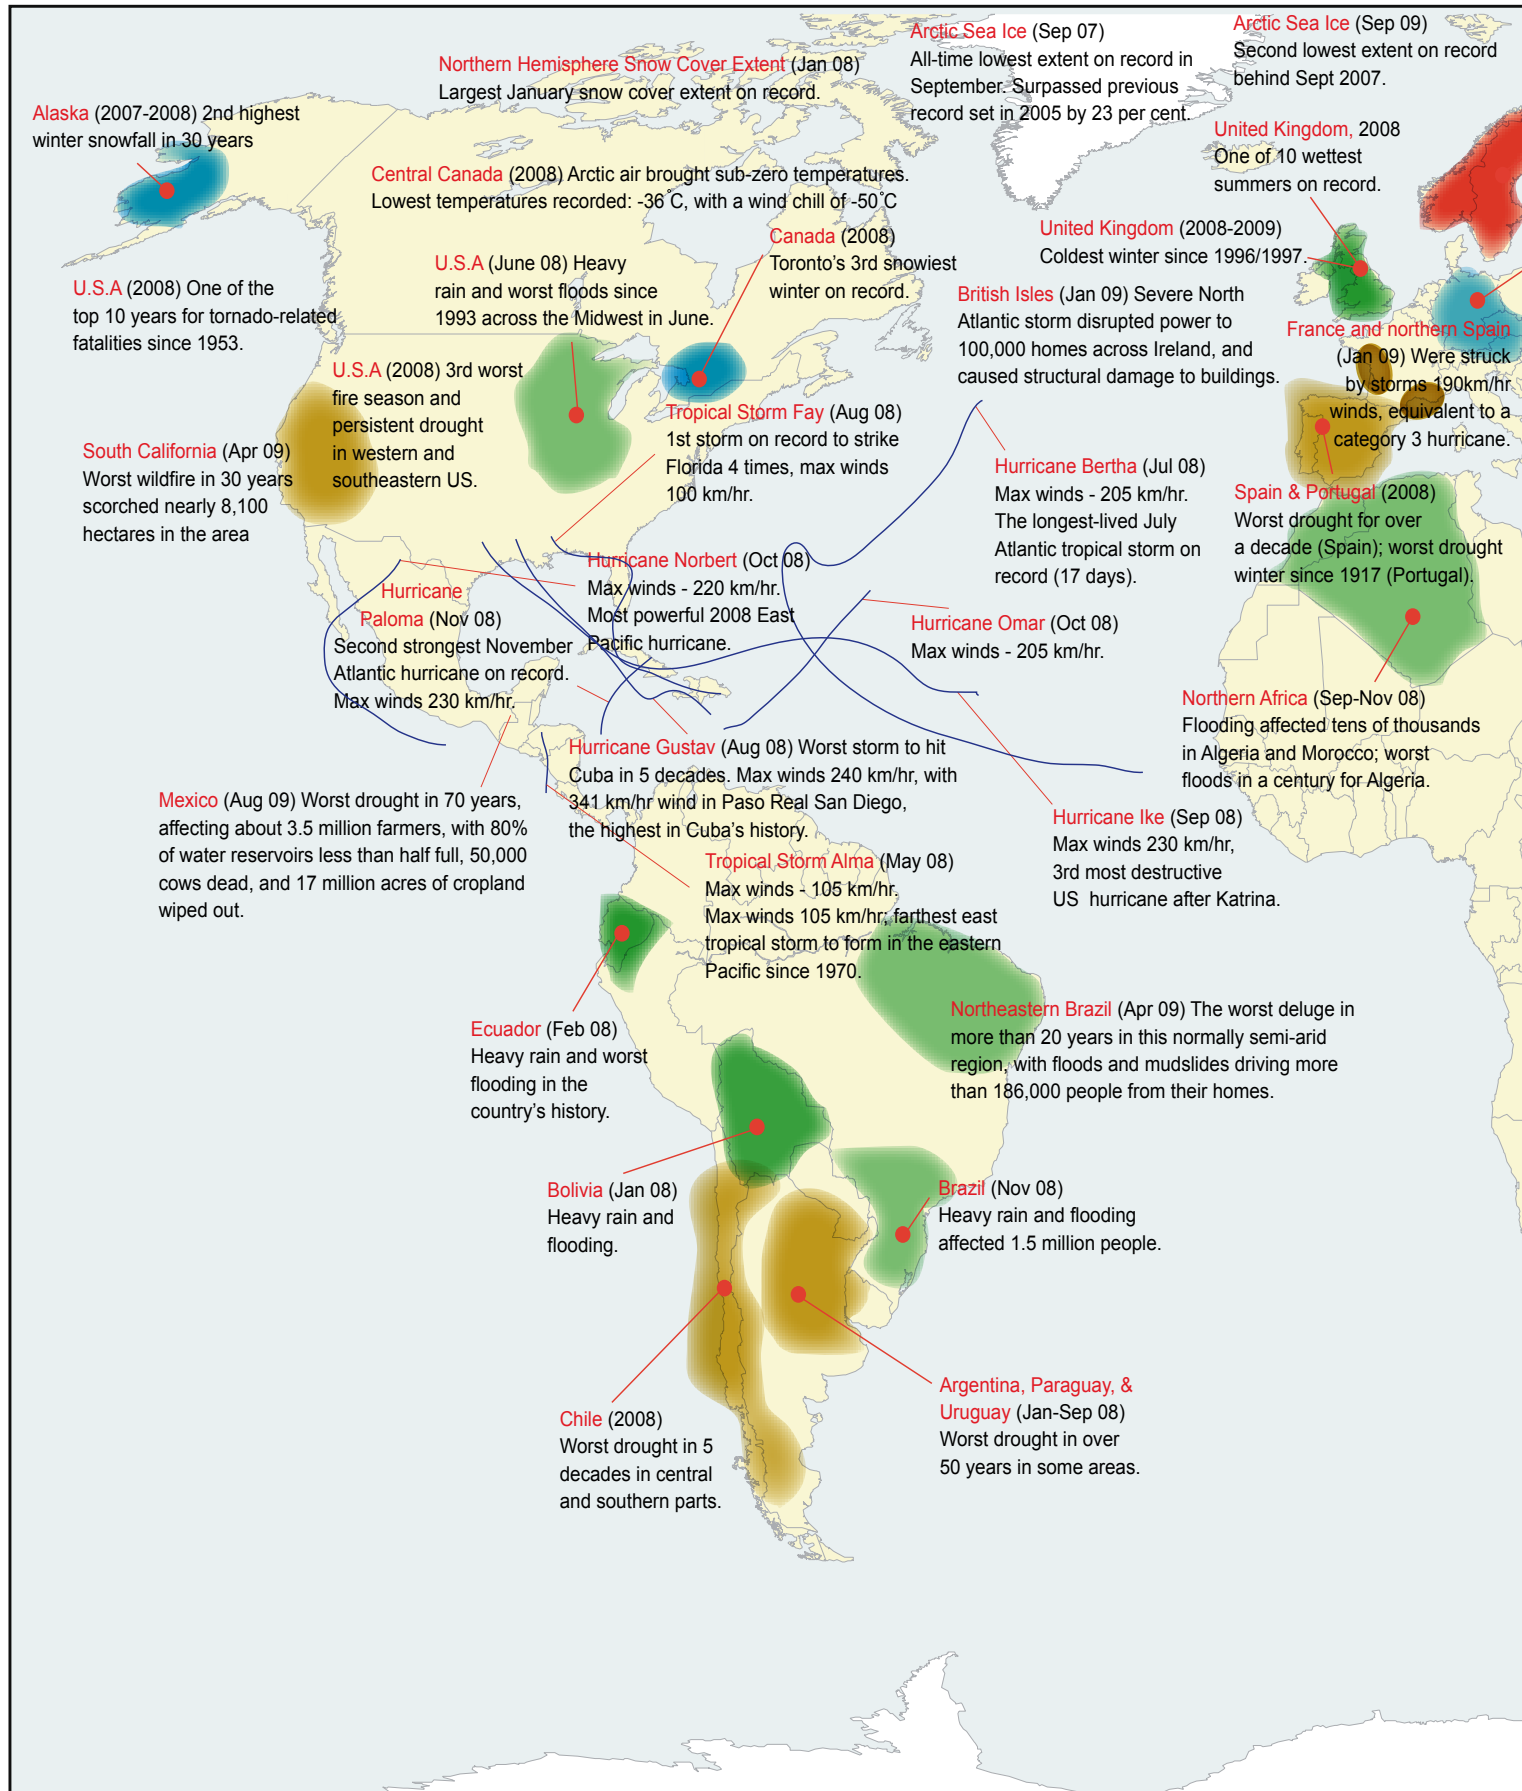 Arctic Sea Ice (Sep 07)
All-time lowest extent on record in
September. Surpassed previous
record set in 2005 by 23 per cent.
Arctic Sea Ice (Sep 09)
Second lowest extent on record
behind Sept 2007.
Northern Hemisphere Snow Cover Extent (Jan 08)
Largest January snow cover extent on record.
Alaska (2007-2008) 2nd highest
winter snowfall in 30 years
United Kingdom, 2008
One of 10 wettest
summers on record.
Central Canada (2008) Arctic air brought sub-zero temperatures.
Lowest temperatures recorded: -36°C, with a wind chill of -50°C
United Kingdom (2008-2009)
Coldest winter since 1996/1997.
Canada (2008)
Toronto's 3rd snowiest
winter on record.
U.S.A (June 08) Heavy
rain and worst floods since
1993 across the Midwest in June.
U.S.A (2008) One of the
top 10 years for tornado-related
fatalities since 1953.
British Isles (Jan 09) Severe North
Atlantic storm disrupted power to
100,000 homes across Ireland, and
caused structural damage to buildings.
France and northern Spain
(Jan 09) Were struck
by storms 190km/hr
winds, equivalent to a
category 3 hurricane.
U.S.A (2008) 3rd worst
fire season and
persistent drought
in western and
southeastern US.
Tropical Storm Fay (Aug 08)
1st storm on record to strike
Florida 4 times, max winds
100 km/hr.
South California (Apr 09)
Worst wildfire in 30 years
scorched nearly 8,100
hectares in the area
Hurricane Bertha (Jul 08)
Max winds - 205 km/hr.
The longest-lived July
Atlantic tropical storm on
record (17 days).
Spain & Portugal (2008)
Worst drought for over
a decade (Spain); worst drought
winter since 1917 (Portugal).
Hurricane Norbert (Oct 08)
Max winds - 220 km/hr.
Most powerful 2008 East
Pacific hurricane.
Hurricane
Paloma (Nov 08)
Second strongest November
Atlantic hurricane on record.
Max winds 230 km/hr.
Hurricane Omar (Oct 08)
Max winds - 205 km/hr.
Northern Africa (Sep-Nov 08)
Flooding affected tens of thousands
in Algeria and Morocco; worst
floods in a century for Algeria.
Hurricane Gustav (Aug 08) Worst storm to hit
Cuba in 5 decades. Max winds 240 km/hr, with
341 km/hr wind in Paso Real San Diego,
the highest in Cuba's history.
Mexico (Aug 09) Worst drought in 70 years,
affecting about 3.5 million farmers, with 80%
of water reservoirs less than half full, 50,000
cows dead, and 17 million acres of cropland
wiped out.
Hurricane Ike (Sep 08)
Max winds 230 km/hr,
3rd most destructive
US hurricane after Katrina.
Tropical Storm Alma (May 08)
Max winds - 105 km/hr.
Max winds 105 km/hr; farthest east
tropical storm to form in the eastern
Pacific since 1970.
Northeastern Brazil (Apr 09) The worst deluge in
more than 20 years in this normally semi-arid
region, with floods and mudslides driving more
than 186,000 people from their homes.
Ecuador (Feb 08)
Heavy rain and worst
flooding in the
country's history.
Bolivia (Jan 08)
Heavy rain and
flooding.
Brazil (Nov 08)
Heavy rain and flooding
affected 1.5 million people.
Argentina, Paraguay, &
Uruguay (Jan-Sep 08)
Worst drought in over
50 years in some areas.
Chile (2008)
Worst drought in 5
decades in central
and southern parts.